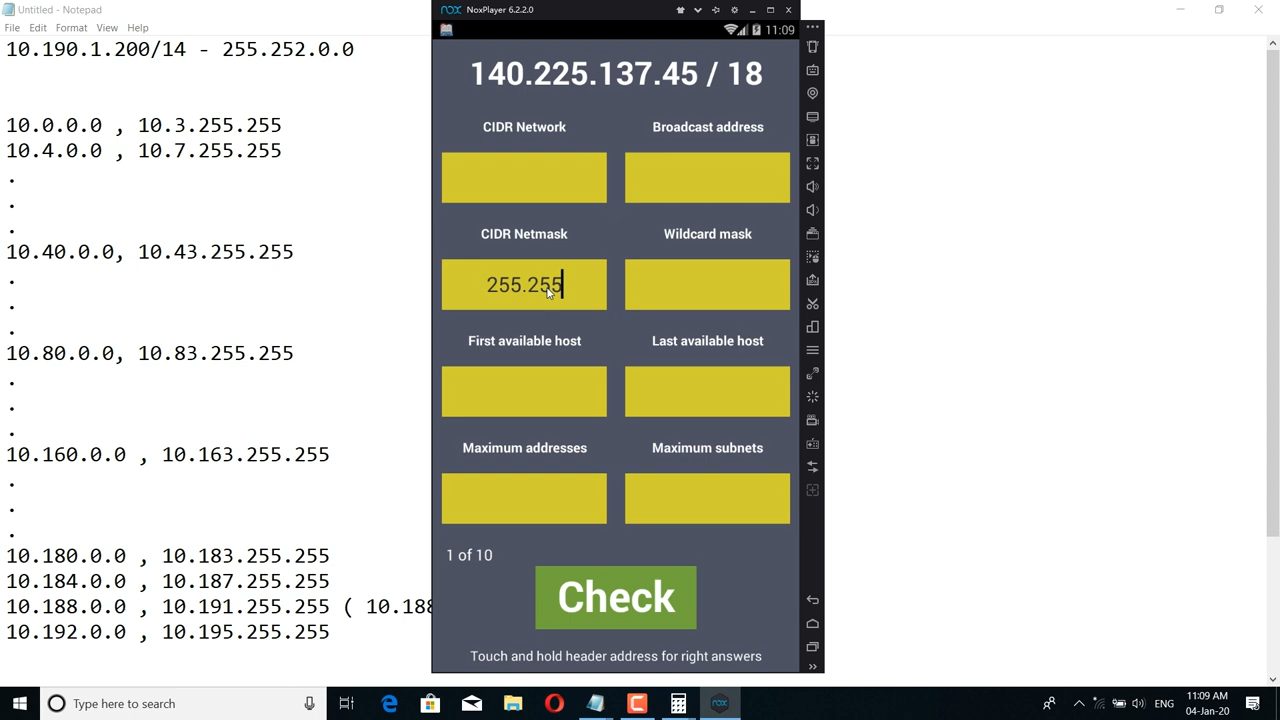 Untitled - Notepad
File Edit Format View Help
10.190.1.200/14 - 255.252.0.0
10.0.0.0 , 10.3.255.255
10.4.0.0 , 10.7.255.255
.
.
.
10.40.0.0, 10.43.255.255
.
.
.
10.80.0.0, 10.83.255.255
.
.
.
10.160.0.0 , 10.163.255.255
.
.
.
10.180.0.0 , 10.183.255.255
10.184.0.0 , 10.187.255.255
10.188.0.0 , 10.191.255.255 ( 10.188
10.192.0.0 , 10.195.255.255
nox NoxPlayer 6.2.2.0
11:09
140.225.137.45 / 18
CIDR Network Broadcast address
CIDR Netmask Wildcard mask
255.255
First available host Last available host
Maximum addresses Maximum subnets
1 of 10
Check
Touch and hold header address for right answers
Type here to search
ENG
11:09 AM
04-Jan-20